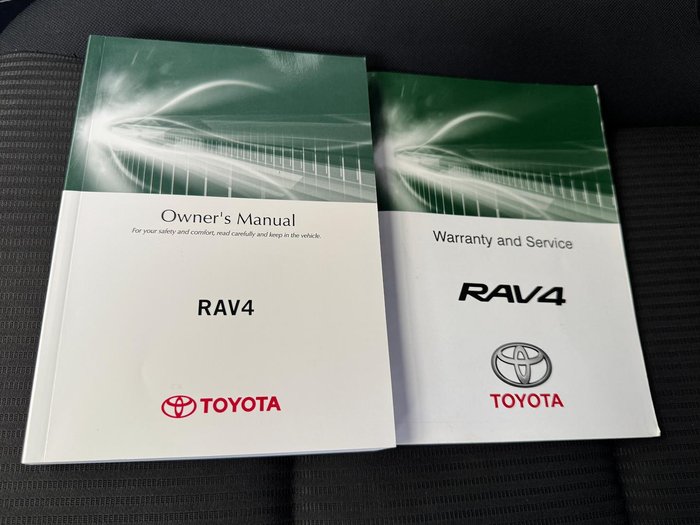 Owner's Manual
For your safety and comfort, read carefully and keep in the vehicle.
RAV4
TOYOTA
Warranty and Service
RAV4
TOYOTA